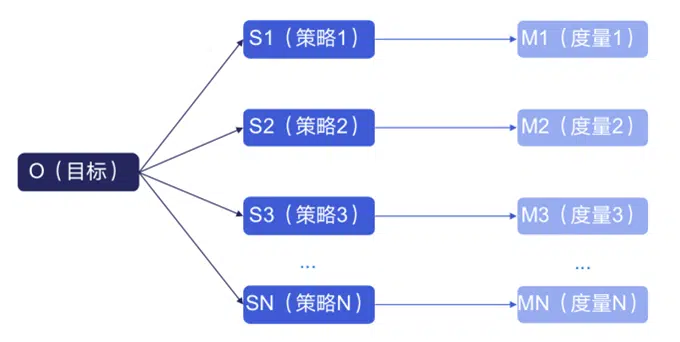 S1（策略1）
M1（度量1）
S2（策略2）
M2（度量2）
O（目标）
S3（策略3）
M3（度量3）
...
...
SN（策略N）
MN（度量N）